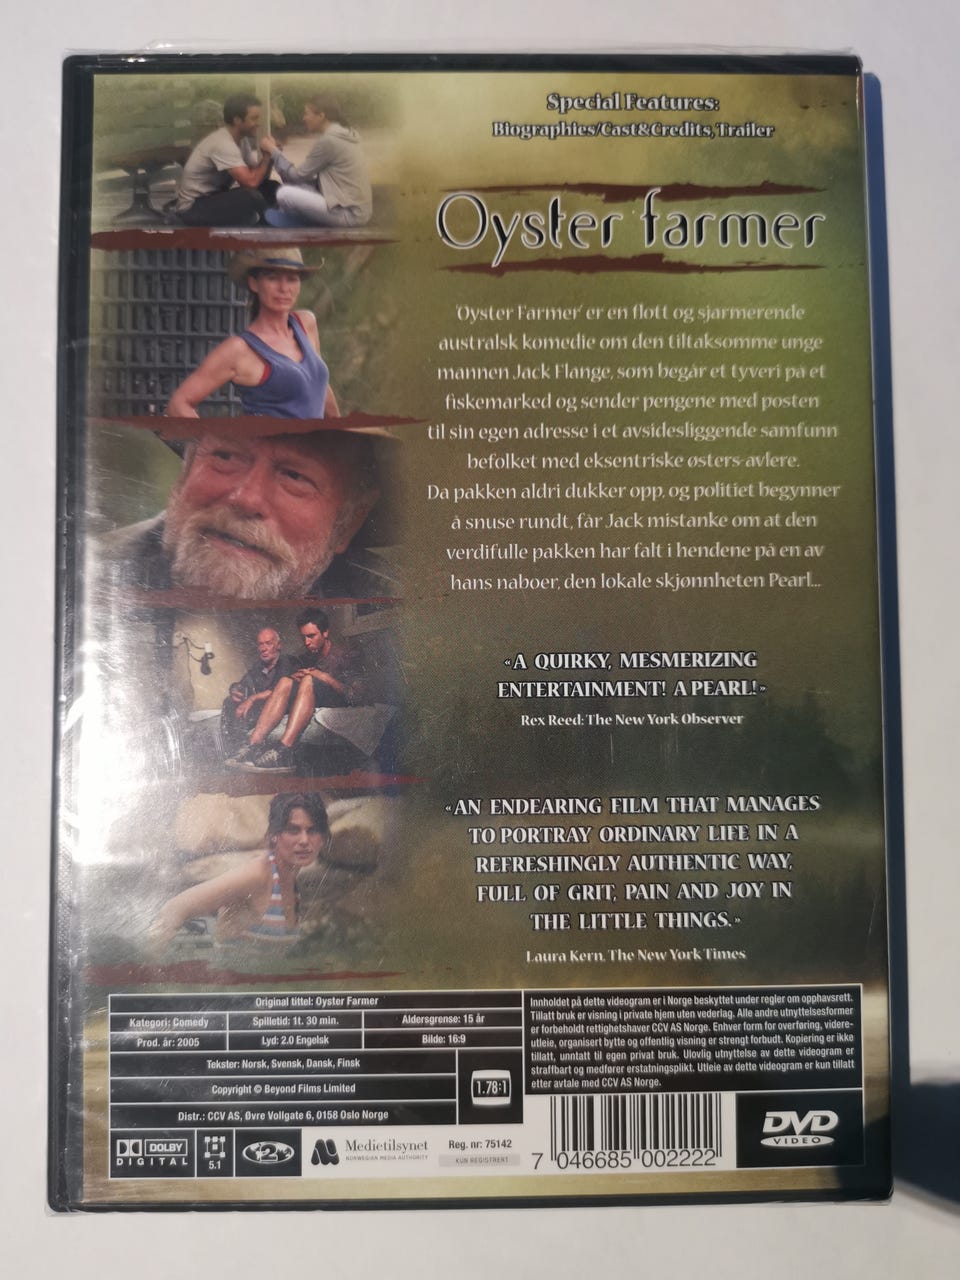 Special Features:
Biographies/Cast&Credits, Trailer
Oyster farmer
'Oyster Farmer' er en flott og sjarmerende
australsk komedie om den tiltaksomme unge
mannen Jack Flange, som begår et tyveri på et
fiskemarked og sender pengene med posten
til sin egen adresse i et avsidesliggende samfunn
befolket med eksentriske østers-avlere.
Da pakken aldri dukker opp, og politiet begynner
å snuse rundt, får Jack mistanke om at den
verdifulle pakken har falt i hendene på en av
hans naboer, den lokale skjønnheten Pearl...
«A QUIRKY, MESMERIZING
ENTERTAINMENT! A PEARL!»
Rex Reed: The New York Observer
«AN ENDEARING FILM THAT MANAGES
TO PORTRAY ORDINARY LIFE IN A
REFRESHINGLY AUTHENTIC WAY,
FULL OF GRIT, PAIN AND JOY IN
THE LITTLE THINGS.»
Laura Kern, The New York Times
Original tittel: Oyster Farmer
Kategori: Comedy
Spilletid: 1t. 30 min.
Aldersgrense: 15 år
Prod. år: 2005
Lyd: 2.0 Engelsk
Bilde: 16:9
Tekster: Norsk, Svensk, Dansk, Finsk
Copyright © Beyond Films Limited
1.78:1
Distr.: CCV AS, Øvre Vollgate 6, 0158 Oslo Norge
Innholdet på dette videogram er i Norge beskyttet under regler om opphavsrett.
Tillatt bruk er visning i private hjem uten vederlag. Alle andre utnyttelsesformer
er forbeholdt rettighetshaver CCV AS Norge. Enhver form for overføring, videre-
utleie, organisert bytte og offentlig visning er strengt forbudt. Kopiering er ikke
tillatt, unntatt til egen privat bruk. Ulovlig utnyttelse av dette videogram er
straffbart og medfører erstatningsplikt. Utleie av dette videogram er kun tillatt
etter avtale med CCV AS Norge.
DOLBY
DIGITAL
5.1
2
Medietilsynet
NORWEGIAN MEDIA AUTHORITY
Reg. nr: 75142
KUN REGISTRERT
7 046685 002222
DVD
VIDEO